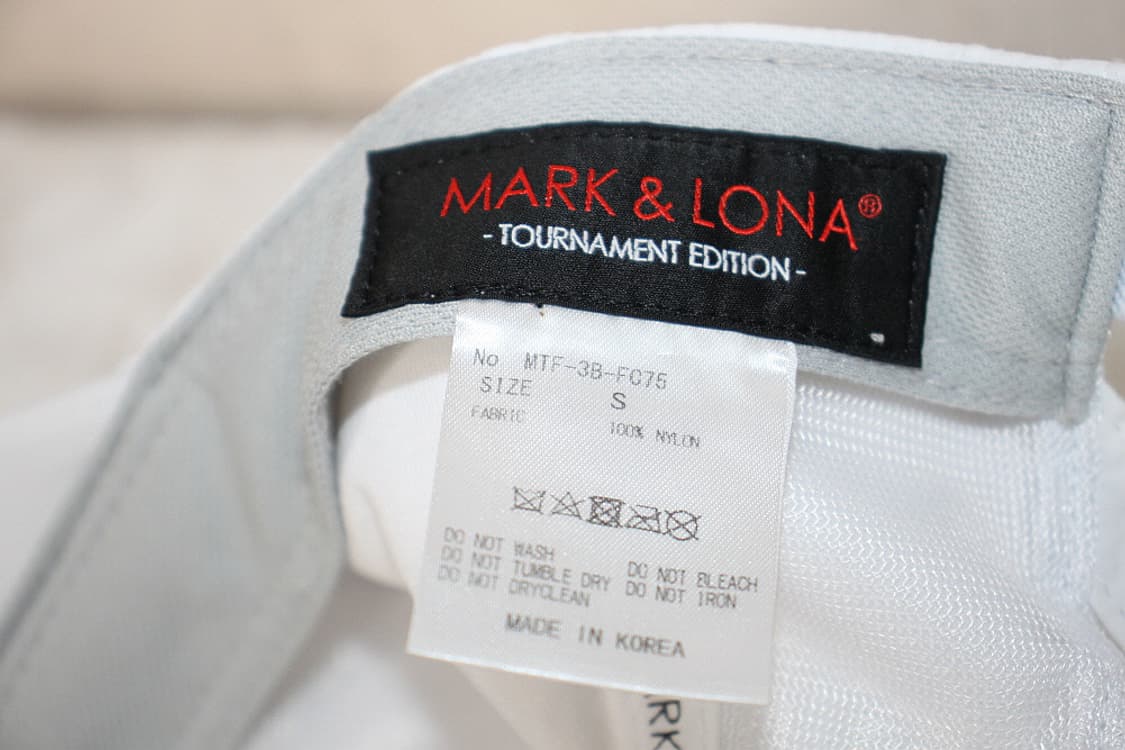 MARK & LONA®
- TOURNAMENT EDITION -
No MTF-3B-FC75
SIZE S
FABRIC 100% NYLON
DO NOT WASH
DO NOT TUMBLE DRY DO NOT BLEACH
DO NOT DRYCLEAN DO NOT IRON
MADE IN KOREA
ARK